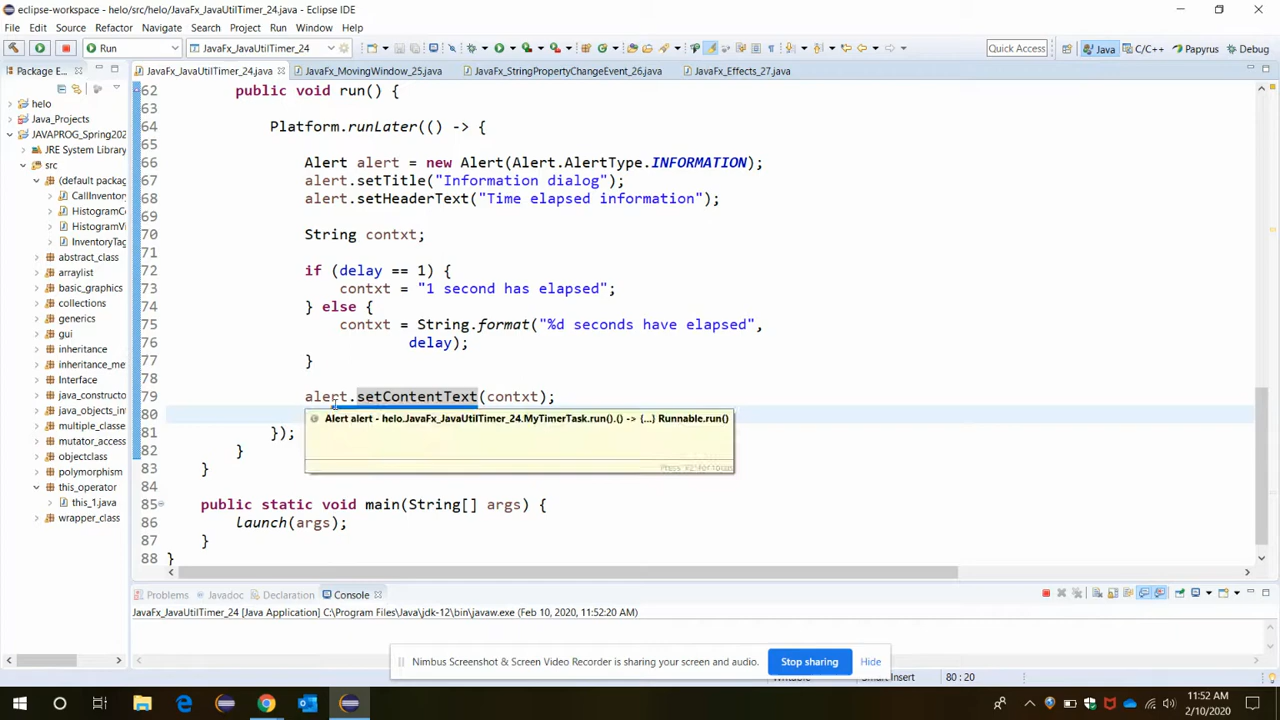 eclipse-workspace - helo/src/helo/JavaFx_JavaUtilTimer_24.java - Eclipse IDE
File Edit Source Refactor Navigate Search Project Run Window Help
Run JavaFx_JavaUtilTimer_24 Quick Access Java C/C++ Papyrus Debug
Package E... JavaFx_JavaUtilTimer_24.java JavaFx_MovingWindow_25.java JavaFx_StringPropertyChangeEvent_26.java JavaFx_Effects_27.java
helo
Java_Projects
JAVAPROG_Spring202
JRE System Library
src
(default packag
CallInventory
HistogramCo
HistogramVi
InventoryTag
abstract_class
arraylist
basic_graphics
collections
generics
gui
inheritance
inheritance_me
Interface
java_constructo
java_objects_int
mutator_access
objectclass
polymorphism
this_operator
this_1.java
wrapper_class
62 public void run() {
63
64 Platform.runLater(() -> {
65
66 Alert alert = new Alert(Alert.AlertType.INFORMATION);
67 alert.setTitle("Information dialog");
68 alert.setHeaderText("Time elapsed information");
69
70 String contxt;
71
72 if (delay == 1) {
73 contxt = "1 second has elapsed";
74 } else {
75 contxt = String.format("%d seconds have elapsed",
76 delay);
77 }
78
79 alert.setContentText(contxt);
80
Alert alert - helo.JavaFx_JavaUtilTimer_24.MyTimerTask.run().() -> {...} Runnable.run()
81 });
82 }
83 }
Press 'F2' for focus
84
85 public static void main(String[] args) {
86 launch(args);
87 }
88 }
Problems Javadoc Declaration Console
JavaFx_JavaUtilTimer_24 [Java Application] C:\Program Files\Java\jdk-12\bin\javaw.exe (Feb 10, 2020, 11:52:20 AM)
Nimbus Screenshot & Screen Video Recorder is sharing your screen and audio. Stop sharing Hide
Writable Smart Insert 80 : 20
11:52 AM
2/10/2020